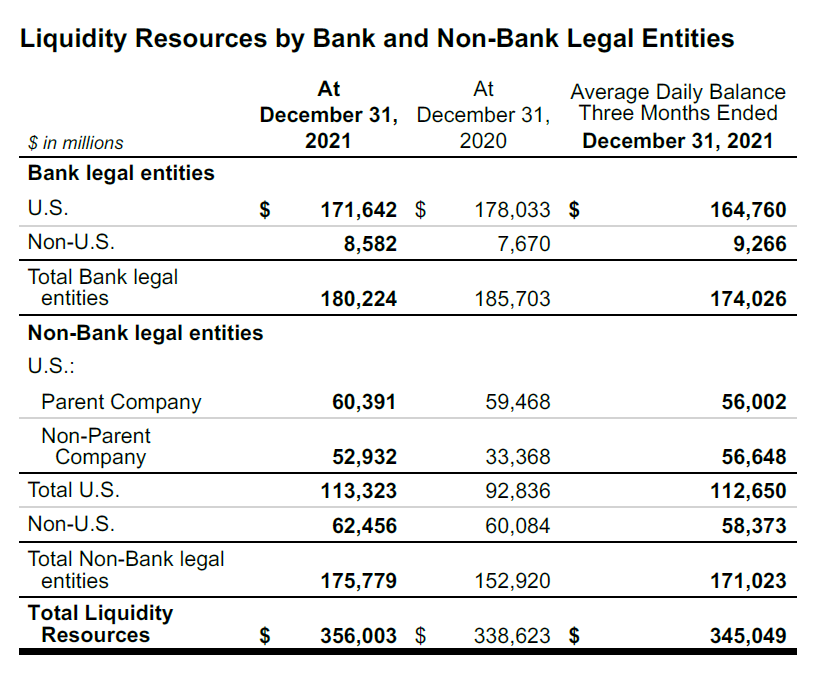 Liquidity Resources by Bank and Non-Bank Legal Entities
At At Average Daily Balance
December 31, December 31, Three Months Ended
$ in millions 2021 2020 December 31, 2021
Bank legal entities
U.S. $ 171,642 $ 178,033 $ 164,760
Non-U.S. 8,582 7,670 9,266
Total Bank legal
entities 180,224 185,703 174,026
Non-Bank legal entities
U.S.:
Parent Company 60,391 59,468 56,002
Non-Parent
Company 52,932 33,368 56,648
Total U.S. 113,323 92,836 112,650
Non-U.S. 62,456 60,084 58,373
Total Non-Bank legal
entities 175,779 152,920 171,023
Total Liquidity
Resources $ 356,003 $ 338,623 $ 345,049